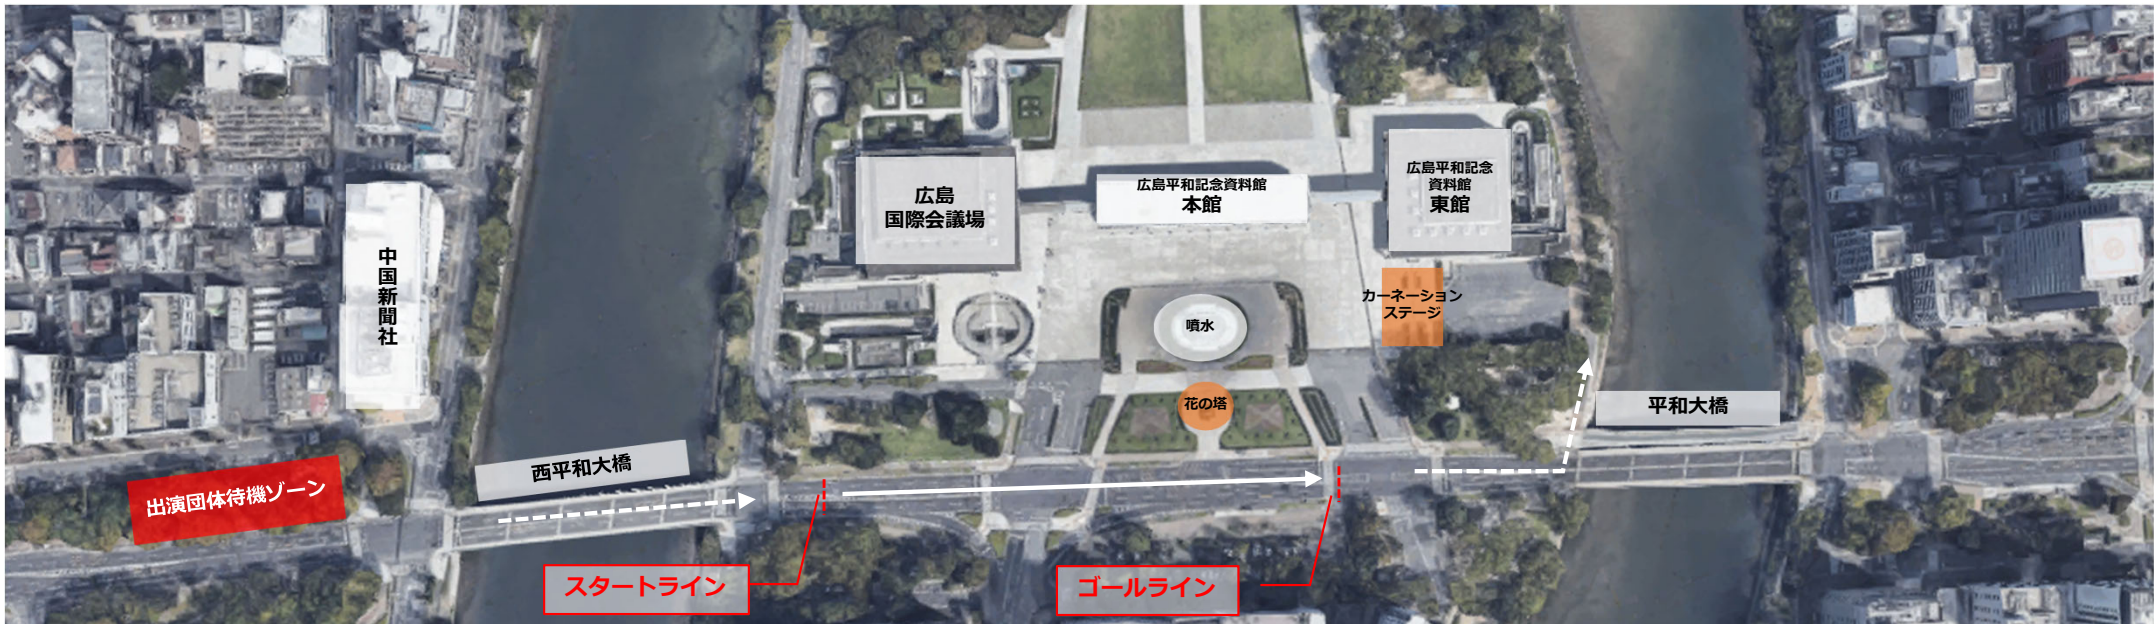 広島
国際会議場
広島平和記念資料館
本館
広島平和記念
資料館
東館
中国新聞社
カーネーション
ステージ
噴水
花の塔
平和大橋
西平和大橋
出演団体待機ゾーン
スタートライン
ゴールライン